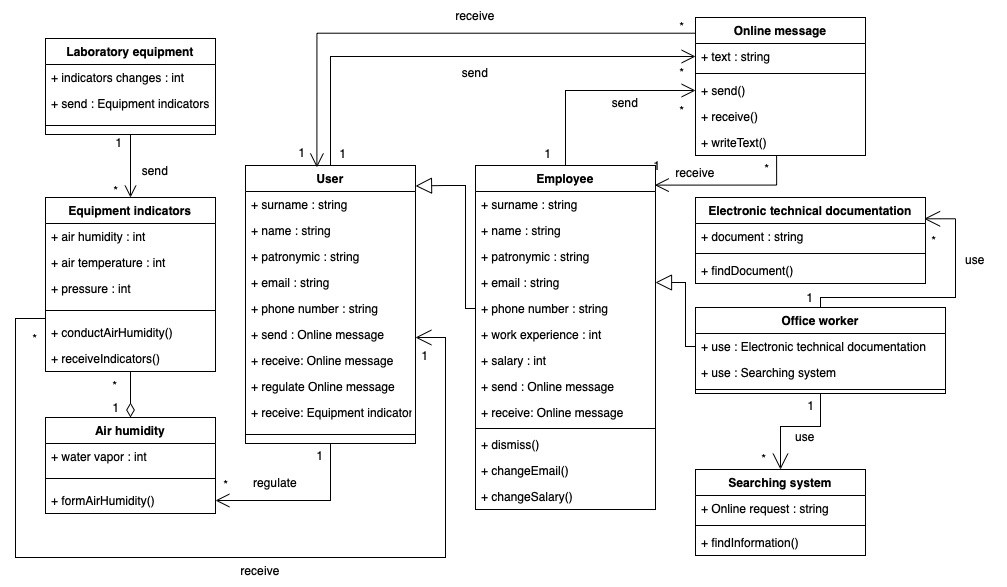 receive
*
Online message
+ text : string
+ send()
+ receive()
+ writeText()
Laboratory equipment
+ indicators changes : int
+ send : Equipment indicators
*
send
send
*
1
send
*
1
1
1
1
*
receive
Equipment indicators
+ air humidity : int
+ air temperature : int
+ pressure : int
+ conductAirHumidity()
+ receiveIndicators()
*
*
1
User
+ surname : string
+ name : string
+ patronymic : string
+ email : string
+ phone number : string
+ send : Online message
+ receive: Online message
+ regulate Online message
+ receive: Equipment indicator
1
1
Employee
+ surname : string
+ name : string
+ patronymic : string
+ email : string
+ phone number : string
+ work experience : int
+ salary : int
+ send : Online message
+ receive: Online message
+ dismiss()
+ changeEmail()
+ changeSalary()
Electronic technical documentation
+ document : string
+ findDocument()
*
use
1
Office worker
+ use : Electronic technical documentation
+ use : Searching system
1
use
*
Air humidity
+ water vapor : int
+ formAirHumidity()
*
regulate
Searching system
+ Online request : string
+ findInformation()
receive